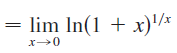 = lim ln(1 + x)^1/x
x→0